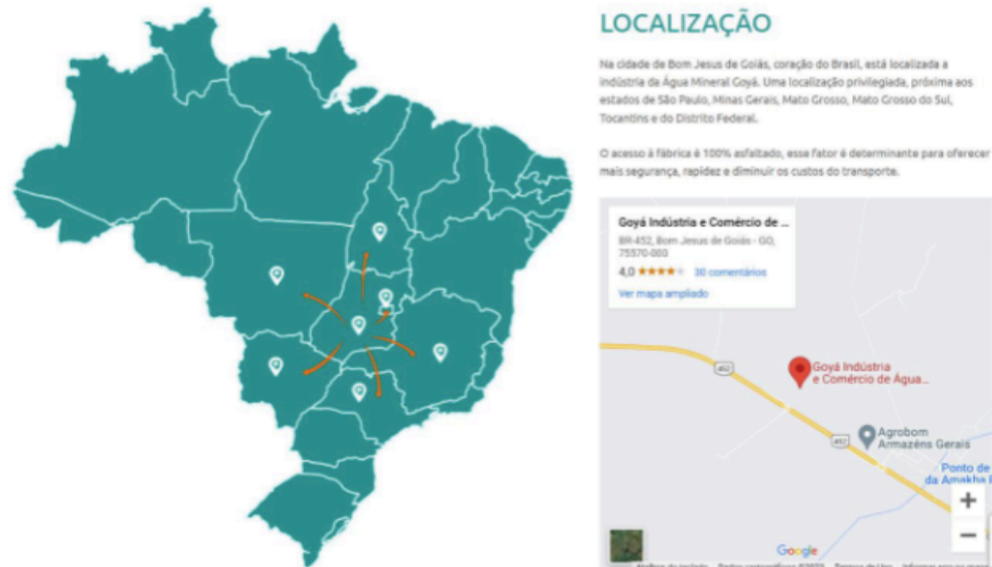 LOCALIZAÇÃO
Na cidade de Bom Jesus de Goiás, coração do Brasil, está localizada a
indústria da Água Mineral Goyá. Uma localização privilegiada, próxima aos
estados de São Paulo, Minas Gerais, Mato Grosso, Mato Grosso do Sul,
Tocantins e do Distrito Federal.
O acesso à fábrica é 100% asfaltado, esse fator é determinante para oferecer
mais segurança, rapidez e diminuir os custos do transporte.
Goyá Indústria e Comércio de ...
BR-452, Bom Jesus de Goiás - GO,
75570-000
4,0 ★★★★★ 30 comentários
Ver mapa ampliado
452
Goyá Indústria
e Comércio de Água...
452
Agrobom
Armazéns Gerais
Ponto de
da Amakha
+
−
Google